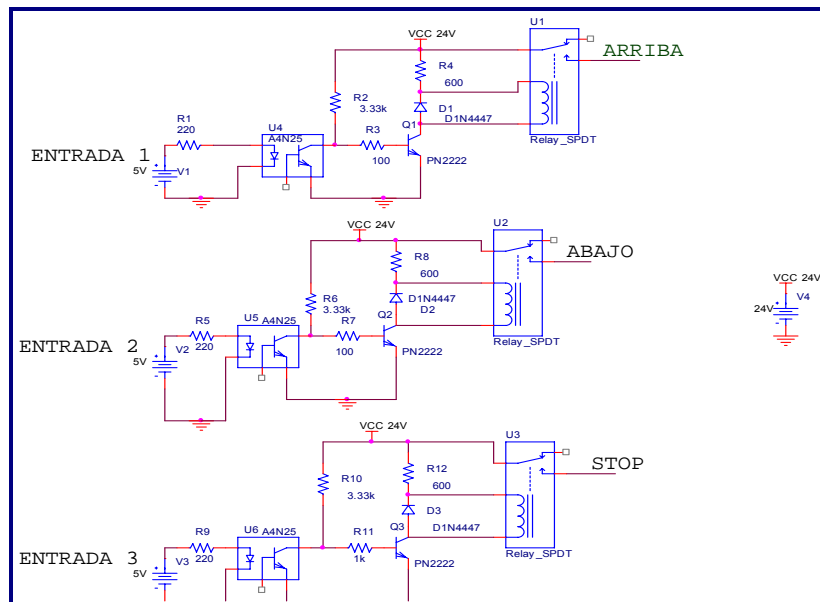 U1
VCC 24V
ARRIBA
R4
600
R2
3.33k
D1
D1N4447
R1
220
U4
A4N25
R3
100
Q1
PN2222
Relay_SPDT
ENTRADA 1
5V
V1
U2
VCC 24V
ABAJO
R8
600
VCC 24V
V4
24V
R6
3.33k
D1N4447
D2
R5
220
U5
A4N25
R7
100
Q2
PN2222
Relay_SPDT
ENTRADA 2
5V
V2
U3
VCC 24V
STOP
R12
600
R10
3.33k
D3
D1N4447
R9
220
U6
A4N25
R11
1k
Q3
PN2222
Relay_SPDT
ENTRADA 3
5V
V3